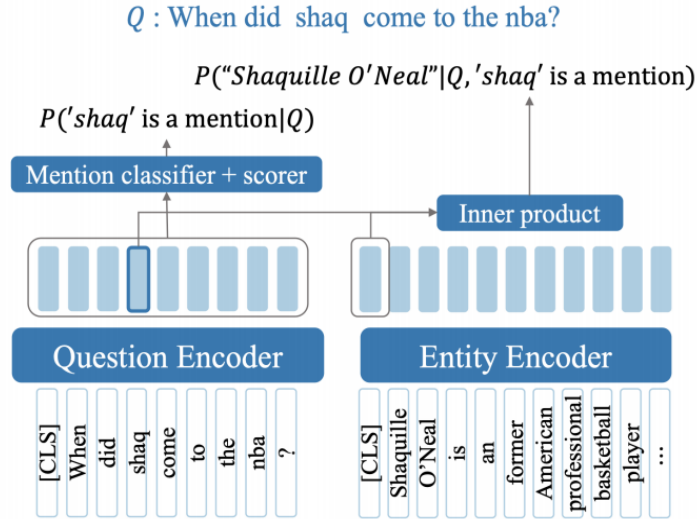 Q : When did shaq come to the nba?
P("Shaquille O'Neal"|Q,'shaq' is a mention)
P('shaq' is a mention|Q)
Mention classifier + scorer
Inner product
Question Encoder
Entity Encoder
[CLS]
When
did
shaq
come
to
the
nba
?
[CLS]
Shaquille
O'Neal
is
an
former
American
professional
basketball
player
...